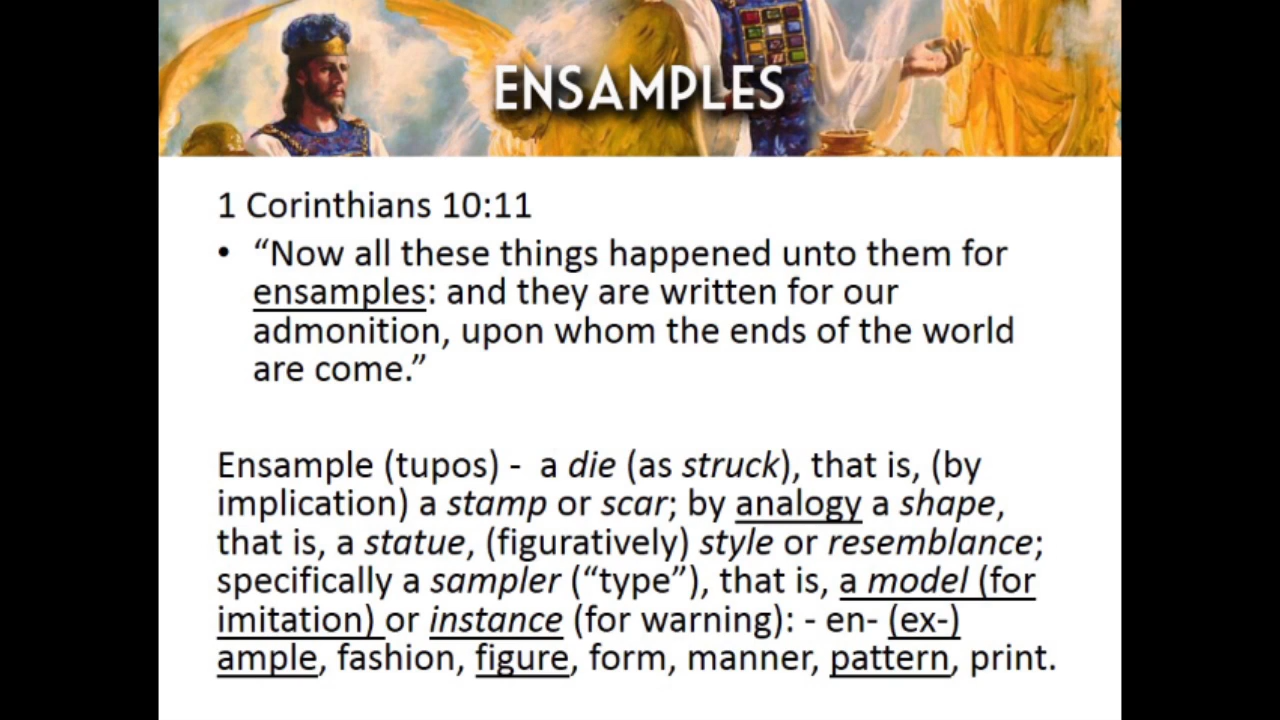 ENSAMPLES
1 Corinthians 10:11
• “Now all these things happened unto them for
ensamples: and they are written for our
admonition, upon whom the ends of the world
are come.”
Ensample (tupos) - a die (as struck), that is, (by
implication) a stamp or scar; by analogy a shape,
that is, a statue, (figuratively) style or resemblance;
specifically a sampler (“type”), that is, a model (for
imitation) or instance (for warning): - en- (ex-)
ample, fashion, figure, form, manner, pattern, print.